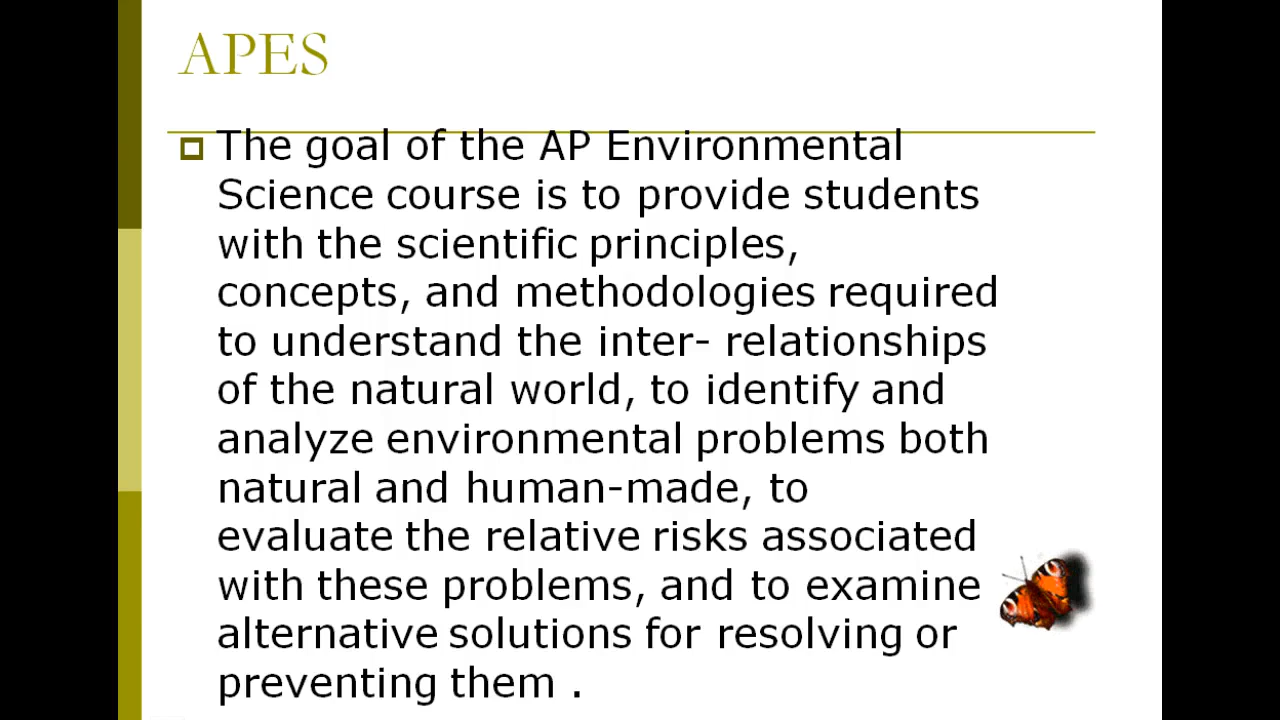 APES
The goal of the AP Environmental
Science course is to provide students
with the scientific principles,
concepts, and methodologies required
to understand the inter- relationships
of the natural world, to identify and
analyze environmental problems both
natural and human-made, to
evaluate the relative risks associated
with these problems, and to examine
alternative solutions for resolving or
preventing them .